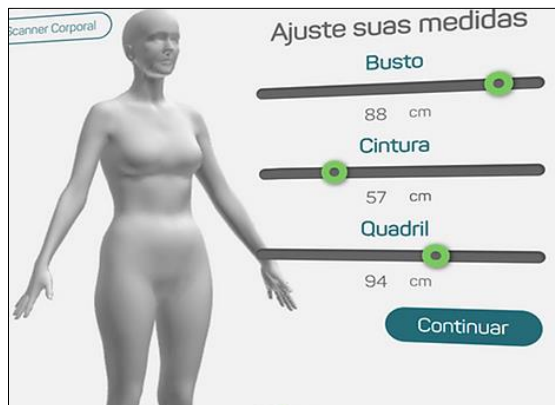 Scanner Corporal
Ajuste suas medidas
Busto
88 cm
Cintura
57 cm
Quadril
94 cm
Continuar